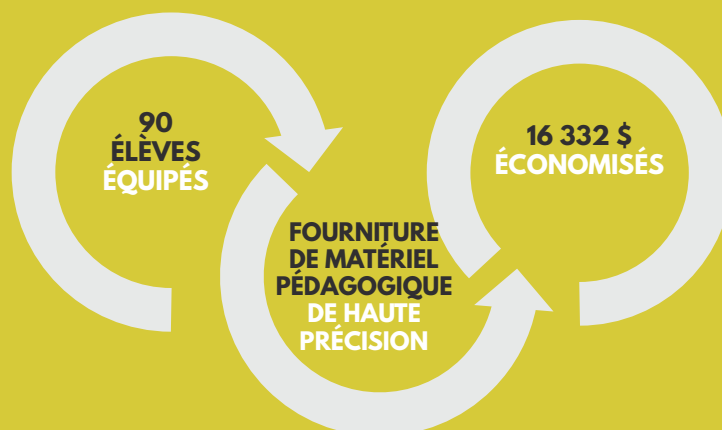 90
ÉLÈVES
ÉQUIPÉS
FOURNITURE
DE MATÉRIEL
PÉDAGOGIQUE
DE HAUTE
PRÉCISION
16 332 $
ÉCONOMISÉS